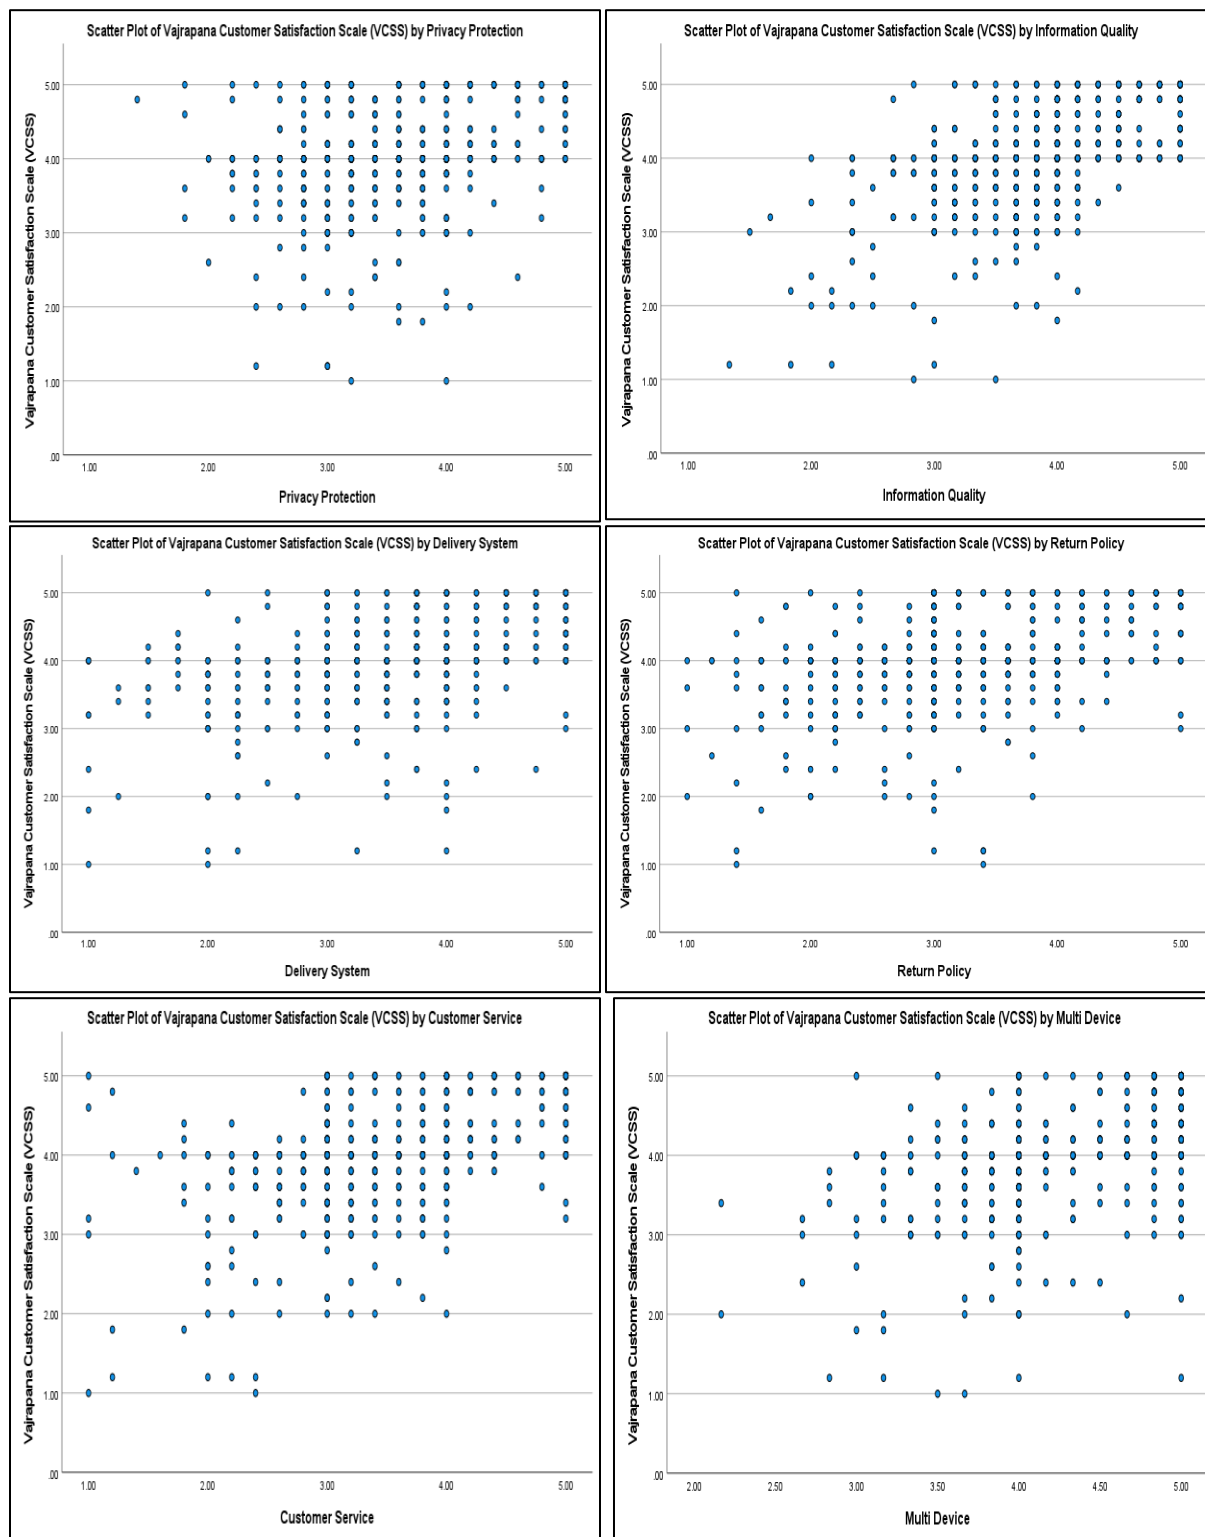 Scatter Plot of Vajrapana Customer Satisfaction Scale (VCSS) by Privacy Protection
Vajrapana Customer Satisfaction Scale (VCSS)
5.00
4.00
3.00
2.00
1.00
.00
1.00 2.00 3.00 4.00 5.00
Privacy Protection
Scatter Plot of Vajrapana Customer Satisfaction Scale (VCSS) by Information Quality
Vajrapana Customer Satisfaction Scale (VCSS)
5.00
4.00
3.00
2.00
1.00
.00
1.00 2.00 3.00 4.00 5.00
Information Quality
Scatter Plot of Vajrapana Customer Satisfaction Scale (VCSS) by Delivery System
Vajrapana Customer Satisfaction Scale (VCSS)
5.00
4.00
3.00
2.00
1.00
.00
1.00 2.00 3.00 4.00 5.00
Delivery System
Scatter Plot of Vajrapana Customer Satisfaction Scale (VCSS) by Return Policy
Vajrapana Customer Satisfaction Scale (VCSS)
5.00
4.00
3.00
2.00
1.00
.00
1.00 2.00 3.00 4.00 5.00
Return Policy
Scatter Plot of Vajrapana Customer Satisfaction Scale (VCSS) by Customer Service
Vajrapana Customer Satisfaction Scale (VCSS)
5.00
4.00
3.00
2.00
1.00
.00
1.00 2.00 3.00 4.00 5.00
Customer Service
Scatter Plot of Vajrapana Customer Satisfaction Scale (VCSS) by Multi Device
Vajrapana Customer Satisfaction Scale (VCSS)
5.00
4.00
3.00
2.00
1.00
.00
2.00 2.50 3.00 3.50 4.00 4.50 5.00
Multi Device